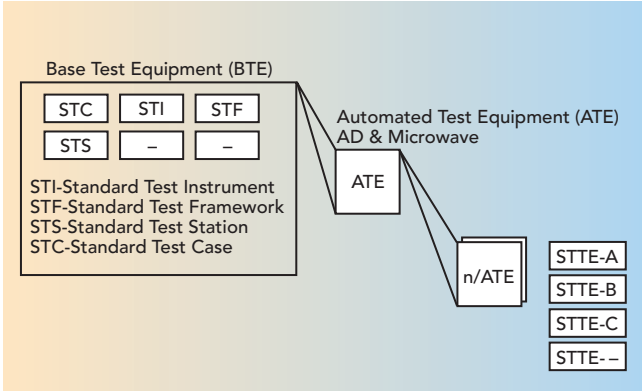 Base Test Equipment (BTE)
STC STI STF
STS – –
STI-Standard Test Instrument
STF-Standard Test Framework
STS-Standard Test Station
STC-Standard Test Case
Automated Test Equipment (ATE)
AD & Microwave
ATE
n/ATE
STTE-A
STTE-B
STTE-C
STTE- –